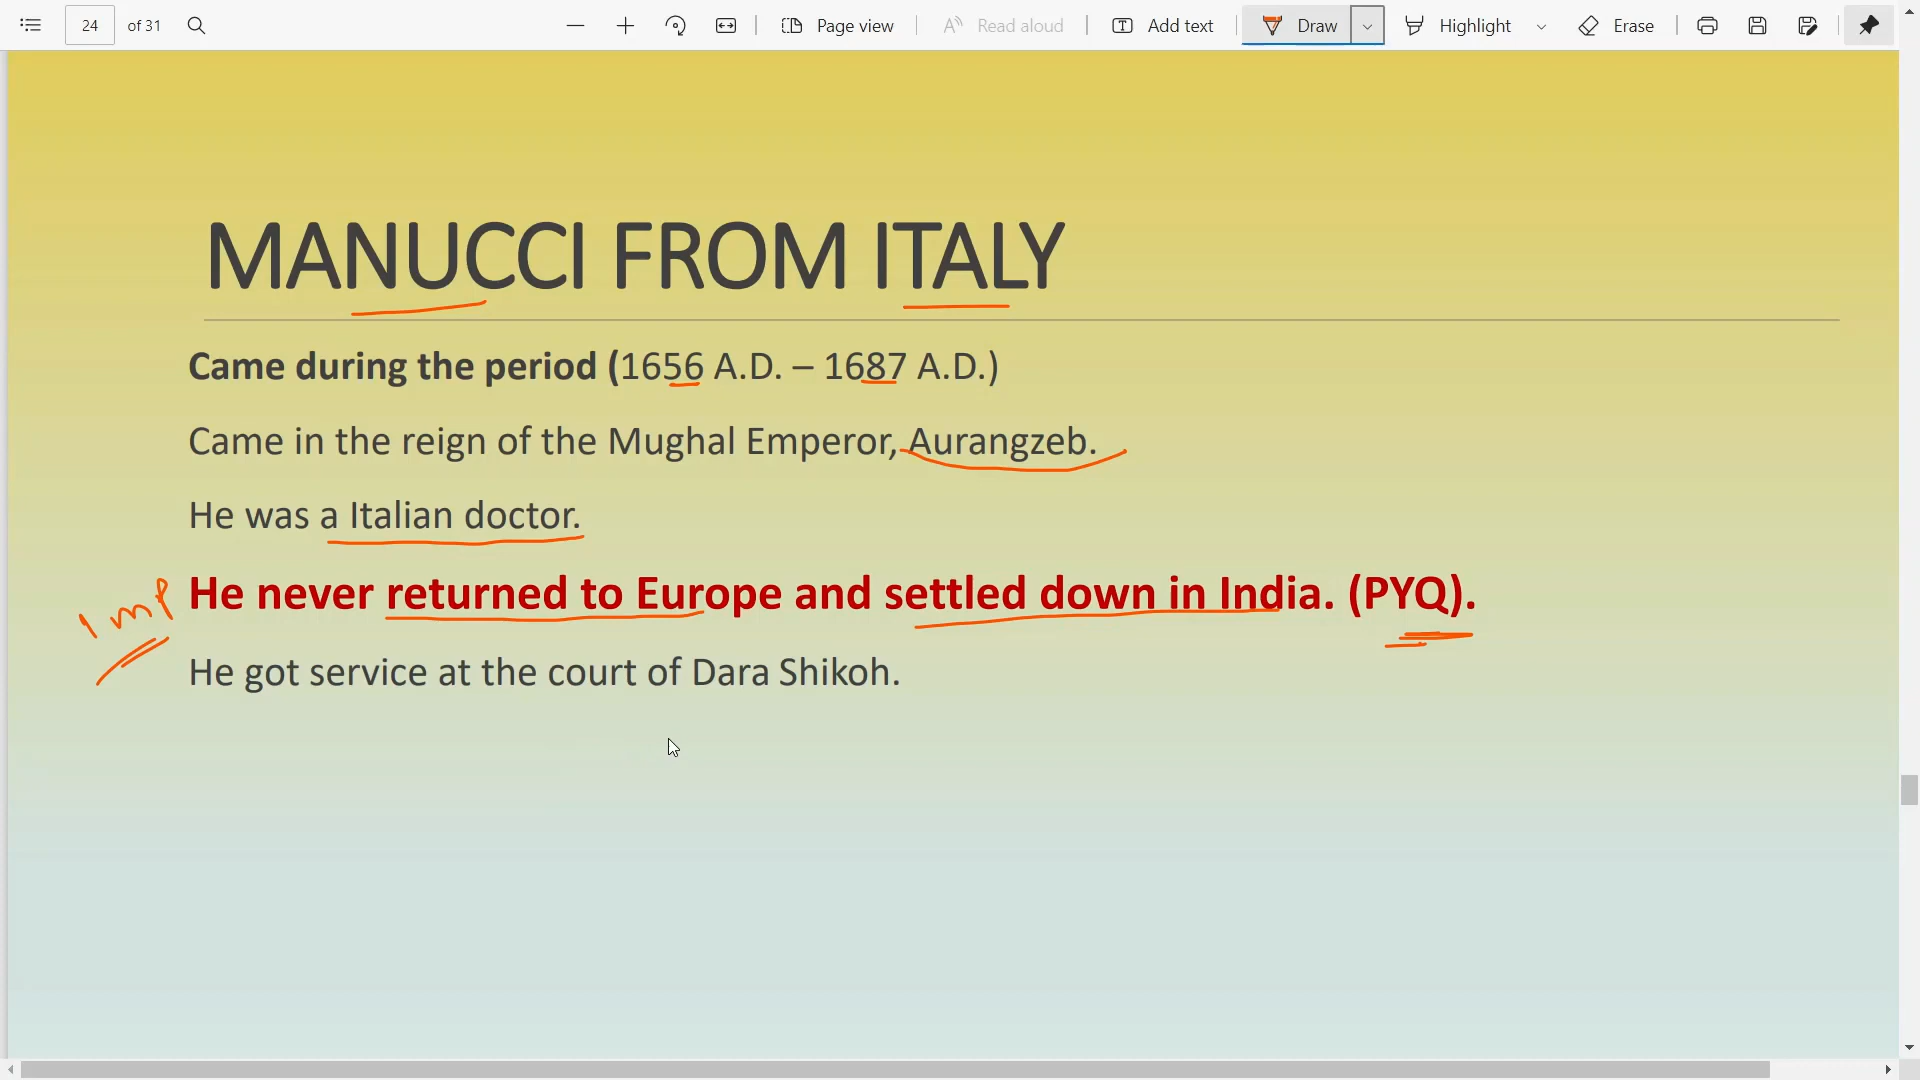 24 of 31 Page view Read aloud Add text Draw Highlight Erase
MANUCCI FROM ITALY
Came during the period (1656 A.D. – 1687 A.D.)
Came in the reign of the Mughal Emperor, Aurangzeb.
He was a Italian doctor.
Imp He never returned to Europe and settled down in India. (PYQ).
He got service at the court of Dara Shikoh.